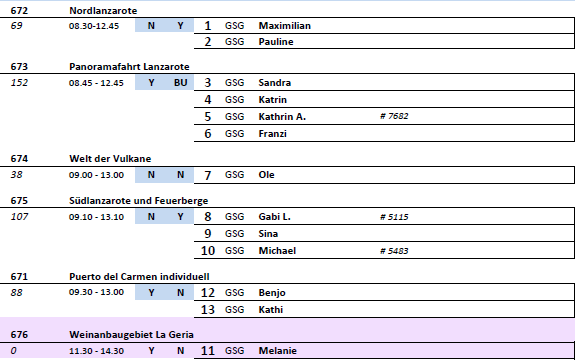 672 Nordlanzarote
69 08.30-12.45 N Y 1 GSG Maximilian
2 GSG Pauline
673 Panoramafahrt Lanzarote
152 08.45 - 12.45 Y BU 3 GSG Sandra
4 GSG Katrin
5 GSG Kathrin A. # 7682
6 GSG Franzi
674 Welt der Vulkane
38 09.00 - 13.00 N N 7 GSG Ole
675 Südlanzarote und Feuerberge
107 09.10 - 13.10 N Y 8 GSG Gabi L. # 5115
9 GSG Sina
10 GSG Michael # 5483
671 Puerto del Carmen individuell
88 09.30 - 13.00 Y N 12 GSG Benjo
13 GSG Kathi
676 Weinanbaugebiet La Geria
0 11.30 - 14.30 Y N 11 GSG Melanie